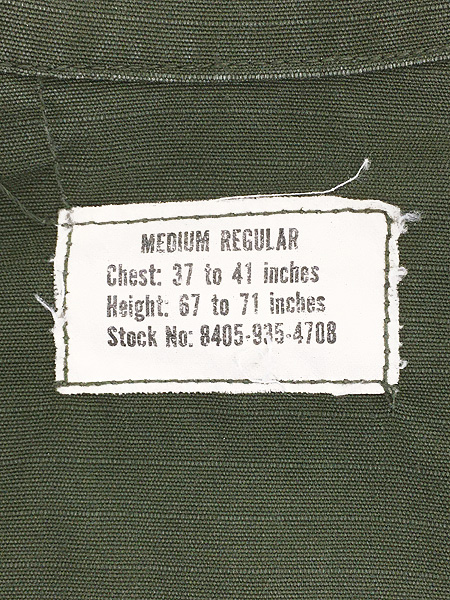 MEDIUM REGULAR
Chest: 37 to 41 inches
Height: 67 to 71 inches
Stock No: 8405-935-4708